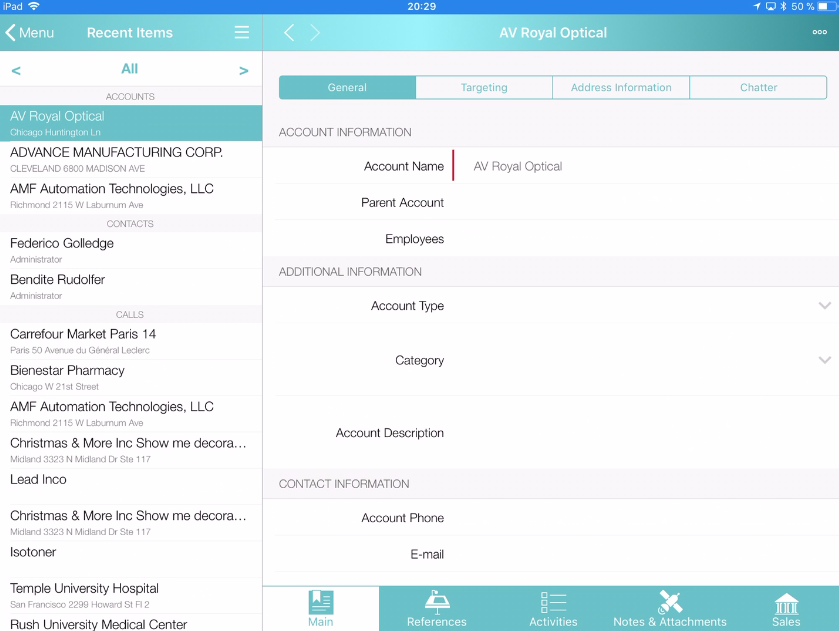 iPad
20:29
50 %
Menu
Recent Items
AV Royal Optical
<
All
>
General
Targeting
Address Information
Chatter
ACCOUNTS
AV Royal Optical
Chicago Huntington Ln
ADVANCE MANUFACTURING CORP.
CLEVELAND 6800 MADISON AVE
AMF Automation Technologies, LLC
Richmond 2115 W Laburnum Ave
CONTACTS
Federico Golledge
Administrator
Bendite Rudolfer
Administrator
CALLS
Carrefour Market Paris 14
Paris 50 Avenue du Général Leclerc
Bienestar Pharmacy
Chicago W 21st Street
AMF Automation Technologies, LLC
Richmond 2115 W Laburnum Ave
Christmas & More Inc Show me decora...
Midland 3323 N Midland Dr Ste 117
Lead Inco
Christmas & More Inc Show me decora...
Midland 3323 N Midland Dr Ste 117
Isotoner
Temple University Hospital
San Francisco 2299 Howard St Fl 2
Rush University Medical Center
ACCOUNT INFORMATION
Account Name
AV Royal Optical
Parent Account
Employees
ADDITIONAL INFORMATION
Account Type
Category
Account Description
CONTACT INFORMATION
Account Phone
E-mail
Main
References
Activities
Notes & Attachments
Sales